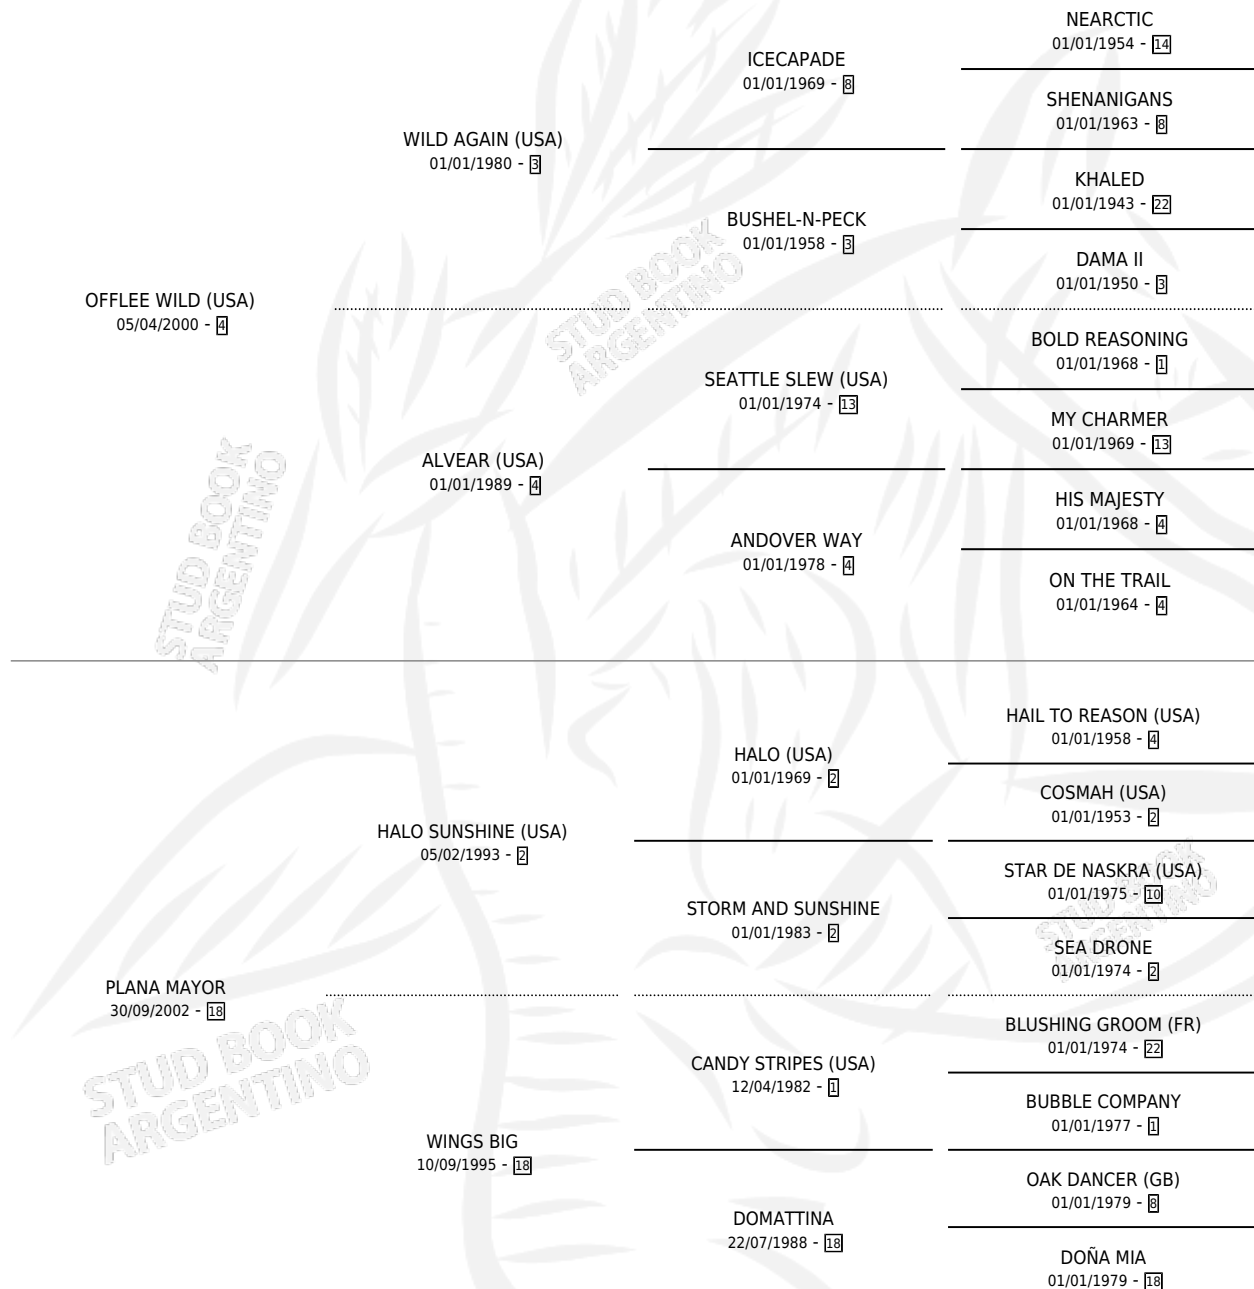 NEARCTIC
01/01/1954 - 14
ICECAPADE
01/01/1969 - 8
SHENANIGANS
01/01/1963 - 8
WILD AGAIN (USA)
01/01/1980 - 3
KHALED
01/01/1943 - 22
BUSHEL-N-PECK
01/01/1958 - 3
DAMA II
01/01/1950 - 3
OFFLEE WILD (USA)
05/04/2000 - 4
BOLD REASONING
01/01/1968 - 1
SEATTLE SLEW (USA)
01/01/1974 - 13
MY CHARMER
01/01/1969 - 13
ALVEAR (USA)
01/01/1989 - 4
HIS MAJESTY
01/01/1968 - 4
ANDOVER WAY
01/01/1978 - 4
ON THE TRAIL
01/01/1964 - 4
HAIL TO REASON (USA)
01/01/1958 - 4
HALO (USA)
01/01/1969 - 2
COSMAH (USA)
01/01/1953 - 2
HALO SUNSHINE (USA)
05/02/1993 - 2
STAR DE NASKRA (USA)
01/01/1975 - 10
STORM AND SUNSHINE
01/01/1983 - 2
SEA DRONE
01/01/1974 - 2
PLANA MAYOR
30/09/2002 - 18
BLUSHING GROOM (FR)
01/01/1974 - 22
CANDY STRIPES (USA)
12/04/1982 - 1
BUBBLE COMPANY
01/01/1977 - 1
WINGS BIG
10/09/1995 - 18
OAK DANCER (GB)
01/01/1979 - 8
DOMATTINA
22/07/1988 - 18
DOÑA MIA
01/01/1979 - 18
STUD BOOK
ARGENTINO
STUD BOOK
ARGENTINO
STUD BOOK
ARGENTINO
STUD BOOK
ARGENTINO